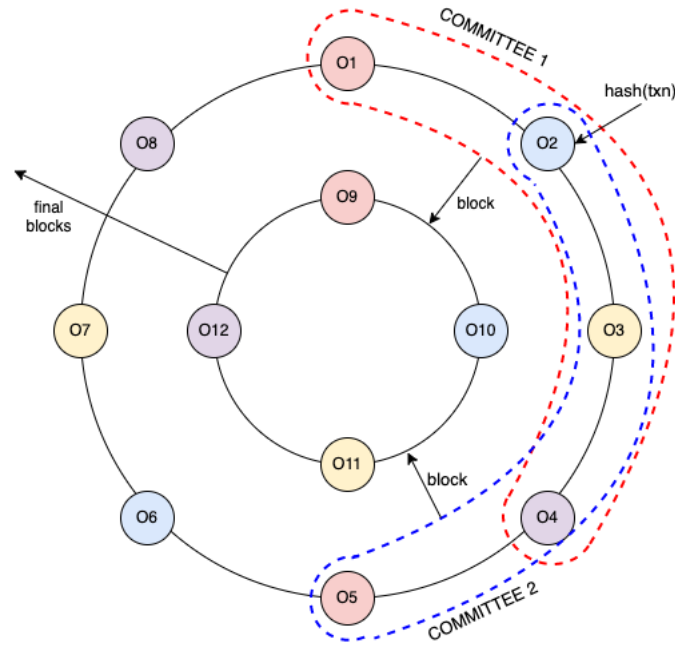 COMMITTEE 1
O1
hash(txn)
O2
O8
O9
block
final
blocks
O7
O12
O10
O3
O11
block
O6
O4
O5
COMMITTEE 2